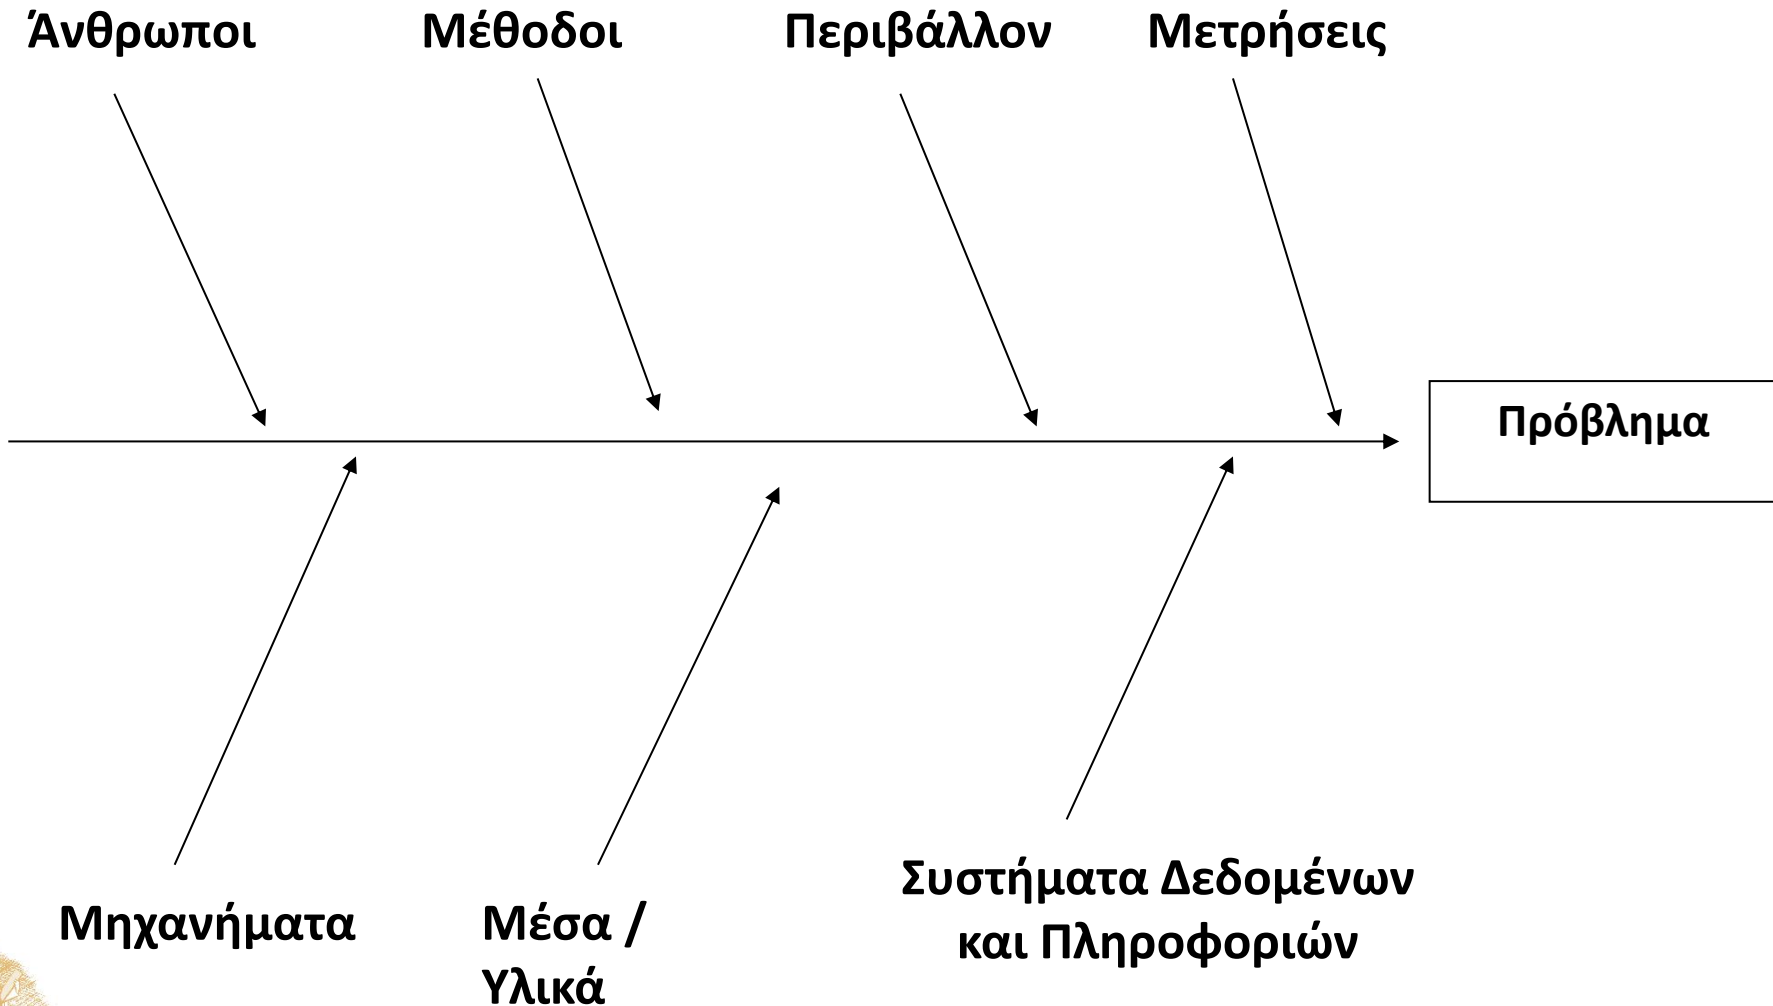 Άνθρωποι
Μέθοδοι
Περιβάλλον
Μετρήσεις
Πρόβλημα
Μηχανήματα
Μέσα /
Υλικά
Συστήματα Δεδομένων
και Πληροφοριών